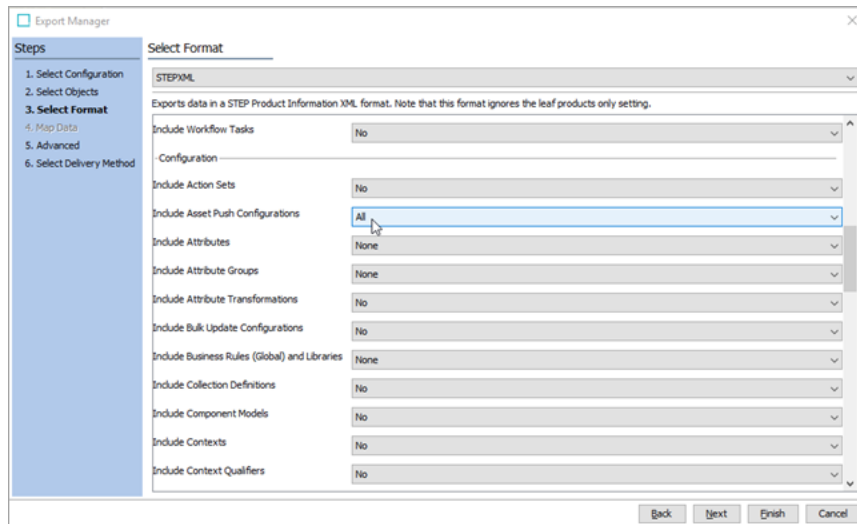 Export Manager
Steps
1. Select Configuration
2. Select Objects
3. Select Format
4. Map Data
5. Advanced
6. Select Delivery Method
Select Format
STEPXML
Exports data in a STEP Product Information XML format. Note that this format ignores the leaf products only setting.
Include Workflow Tasks No
Configuration
Include Action Sets No
Include Asset Push Configurations All
Include Attributes None
Include Attribute Groups None
Include Attribute Transformations No
Include Bulk Update Configurations No
Include Business Rules (Global) and Libraries None
Include Collection Definitions No
Include Component Models No
Include Contexts No
Include Context Qualifiers No
Back Next Finish Cancel